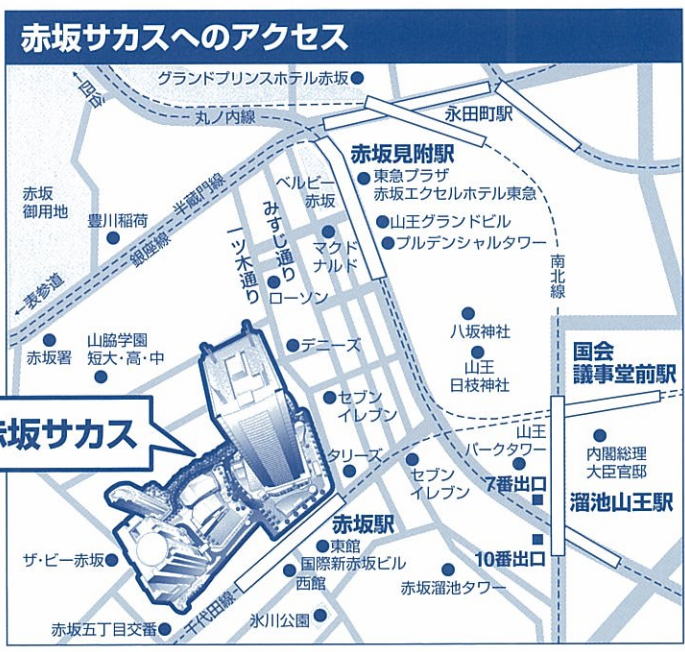 赤坂サカスへのアクセス
グランドプリンスホテル赤坂
←四谷
丸ノ内線
永田町駅
赤坂見附駅
東急プラザ
赤坂エクセルホテル東急
ベルビー
赤坂
赤坂
御用地
豊川稲荷
半蔵門線
銀座線
みすじ通り
一ツ木通り
山王グランドビル
プルデンシャルタワー
マクド
ナルド
←表参道
ローソン
南北線
八坂神社
赤坂署
山脇学園
短大・高・中
デニーズ
山王
日枝神社
国会
議事堂前駅
セブン
イレブン
坂サカス
タリーズ
セブン
イレブン
山王
パークタワー
内閣総理
大臣官邸
7番出口
溜池山王駅
赤坂駅
東館
国際新赤坂ビル
西館
10番出口
ザ・ビー赤坂
赤坂溜池タワー
千代田線
氷川公園
赤坂五丁目交番